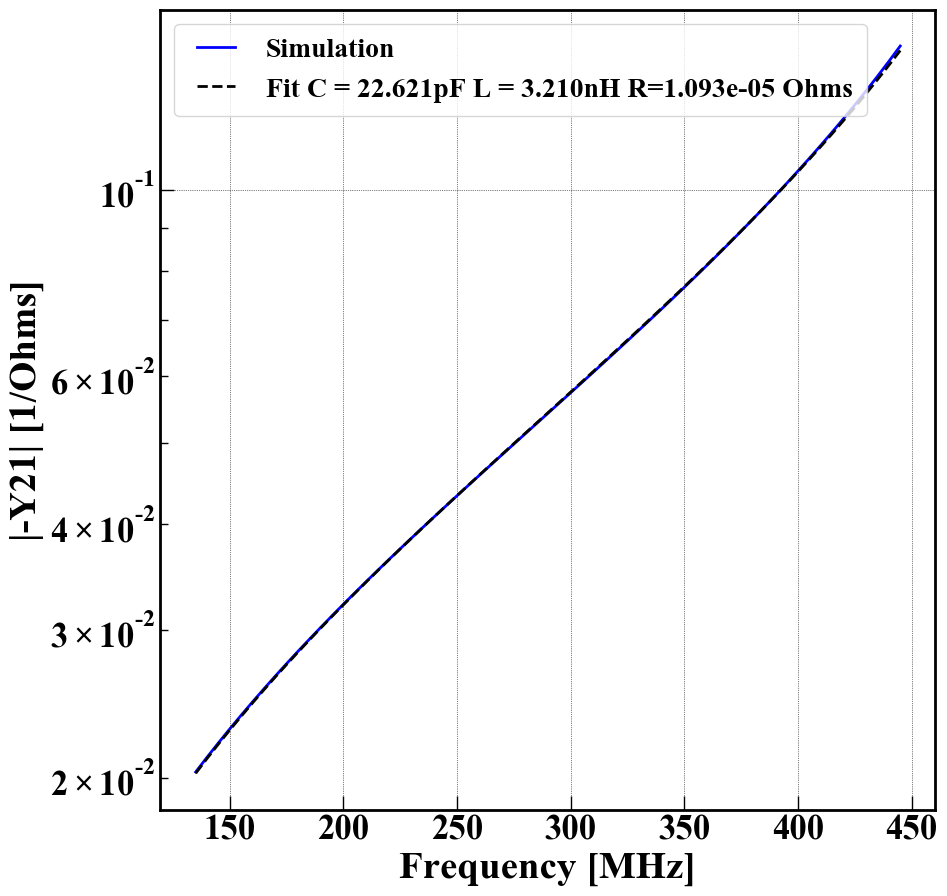 Simulation
Fit C = 22.621pF L = 3.210nH R=1.093e-05 Ohms
|-Y21| [1/Ohms]
10⁻¹
6×10⁻²
4×10⁻²
3×10⁻²
2×10⁻²
150 200 250 300 350 400 450
Frequency [MHz]